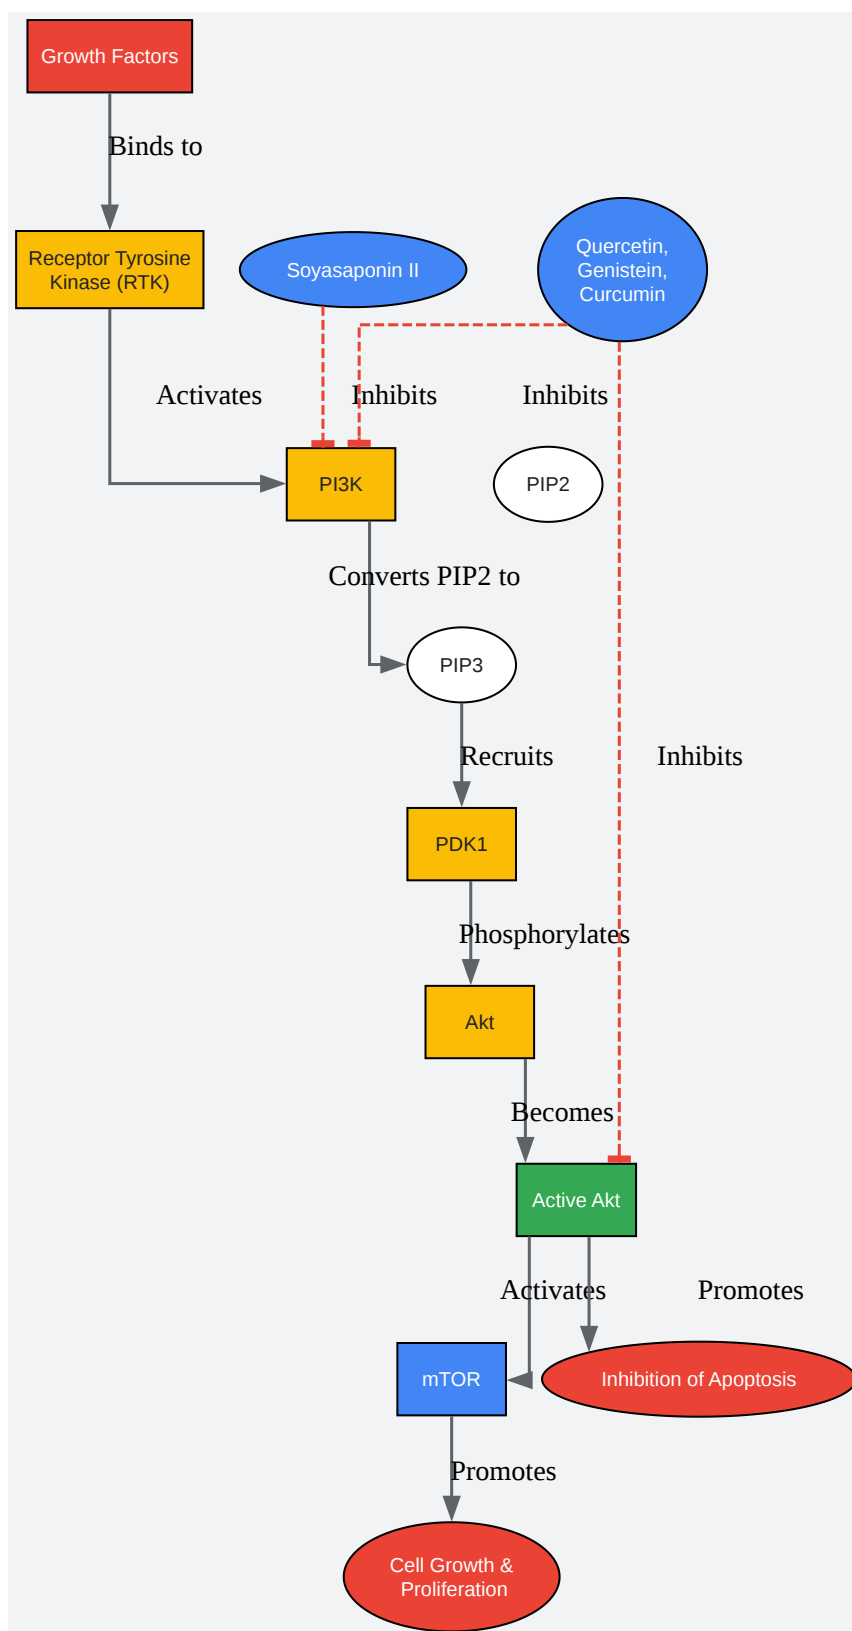 Growth Factors
Binds to
Receptor Tyrosine
Kinase (RTK)
Soyasaponin II
Quercetin,
Genistein,
Curcumin
Activates
Inhibits
Inhibits
PI3K
PIP2
Converts PIP2 to
PIP3
Recruits
Inhibits
PDK1
Phosphorylates
Akt
Becomes
Active Akt
Activates
Promotes
mTOR
Inhibition of Apoptosis
Promotes
Cell Growth &
Proliferation